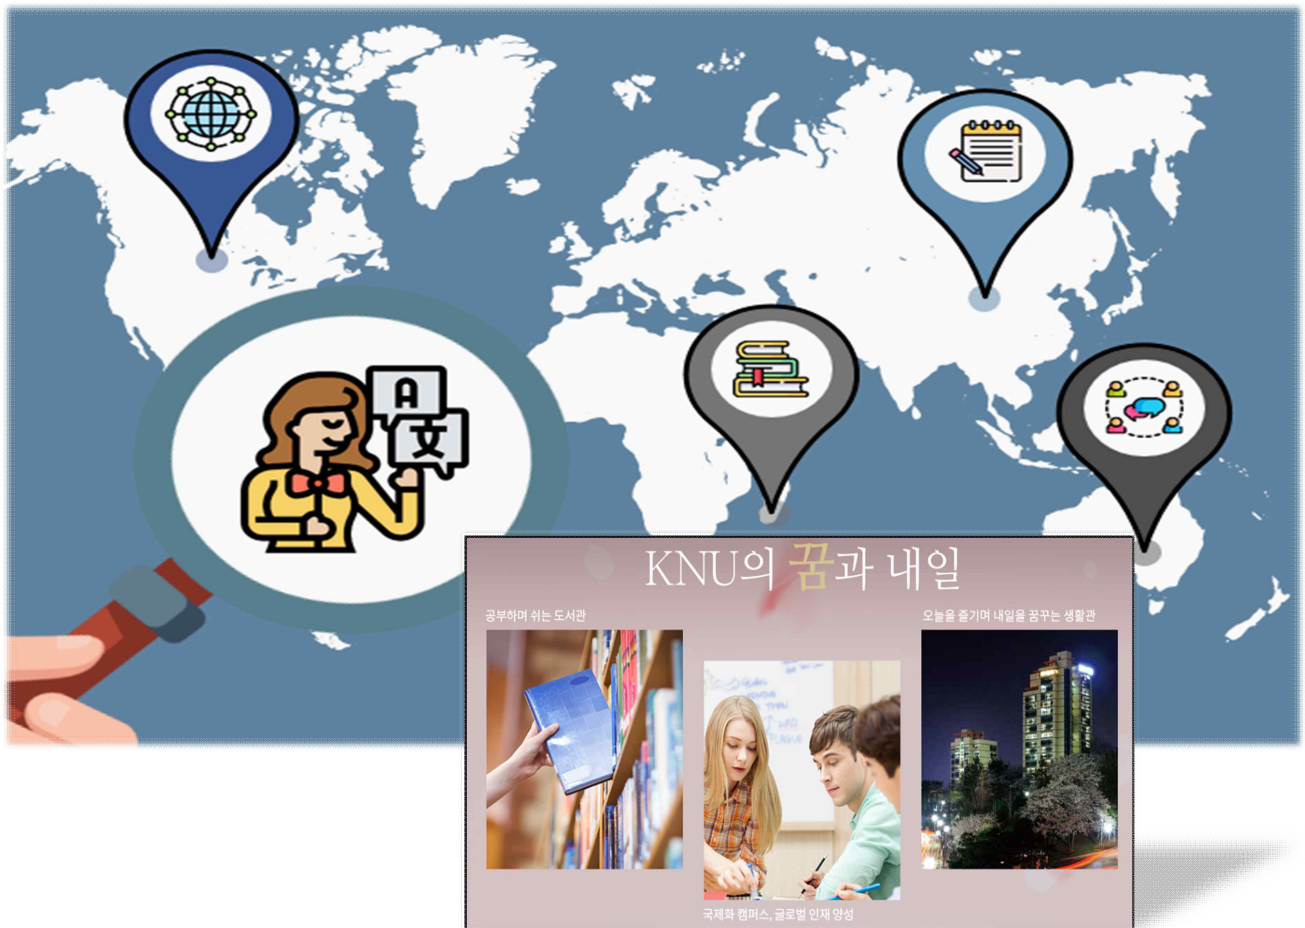 A
文
KNU의 꿈과 내일
공부하며 쉬는 도서관
오늘을 즐기며 내일을 꿈꾸는 생활관
국제화 캠퍼스, 글로벌 인재 양성